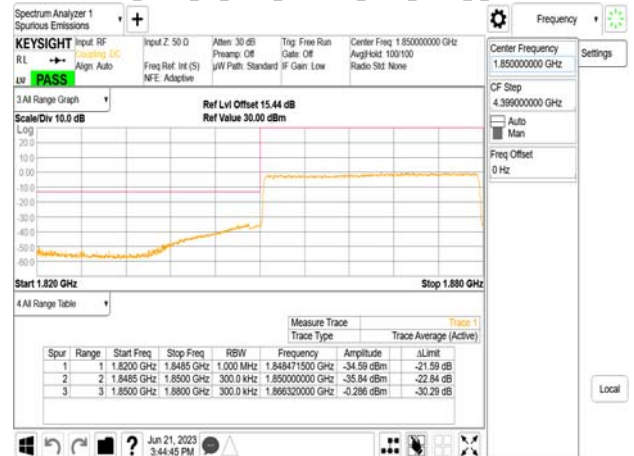 Spectrum Analyzer 1
Spurious Emissions
+
Frequency
KEYSIGHT
RL
LU PASS
Input: RF
Coupling: DC
Align: Auto
Input Z: 50 Ω
Freq Ref: Int (S)
NFE: Adaptive
Atten: 30 dB
Preamp: Off
µW Path: Standard
Trig: Free Run
Gate: Off
IF Gain: Low
Center Freq: 1.850000000 GHz
Avg|Hold: 100/100
Radio Std: None
Center Frequency
1.850000000 GHz
Settings
CF Step
4.399000000 GHz
Auto
Man
Freq Offset
0 Hz
Local
3 All Range Graph
Scale/Div 10.0 dB
Ref Lvl Offset 15.44 dB
Ref Value 30.00 dBm
Log
20.0
10.0
0.00
-10.0
-20.0
-30.0
-40.0
-50.0
-60.0
Start 1.820 GHz Stop 1.880 GHz
4 All Range Table
Measure Trace Trace 1
Trace Type Trace Average (Active)
Spur Range Start Freq Stop Freq RBW Frequency Amplitude ΔLimit
1 1 1.8200 GHz 1.8485 GHz 1.000 MHz 1.848471500 GHz -34.59 dBm -21.59 dB
2 2 1.8485 GHz 1.8500 GHz 300.0 kHz 1.850000000 GHz -35.84 dBm -22.84 dB
3 3 1.8500 GHz 1.8800 GHz 300.0 kHz 1.866320000 GHz -0.286 dBm -30.29 dB
?
Jun 21, 2023
3:44:45 PM